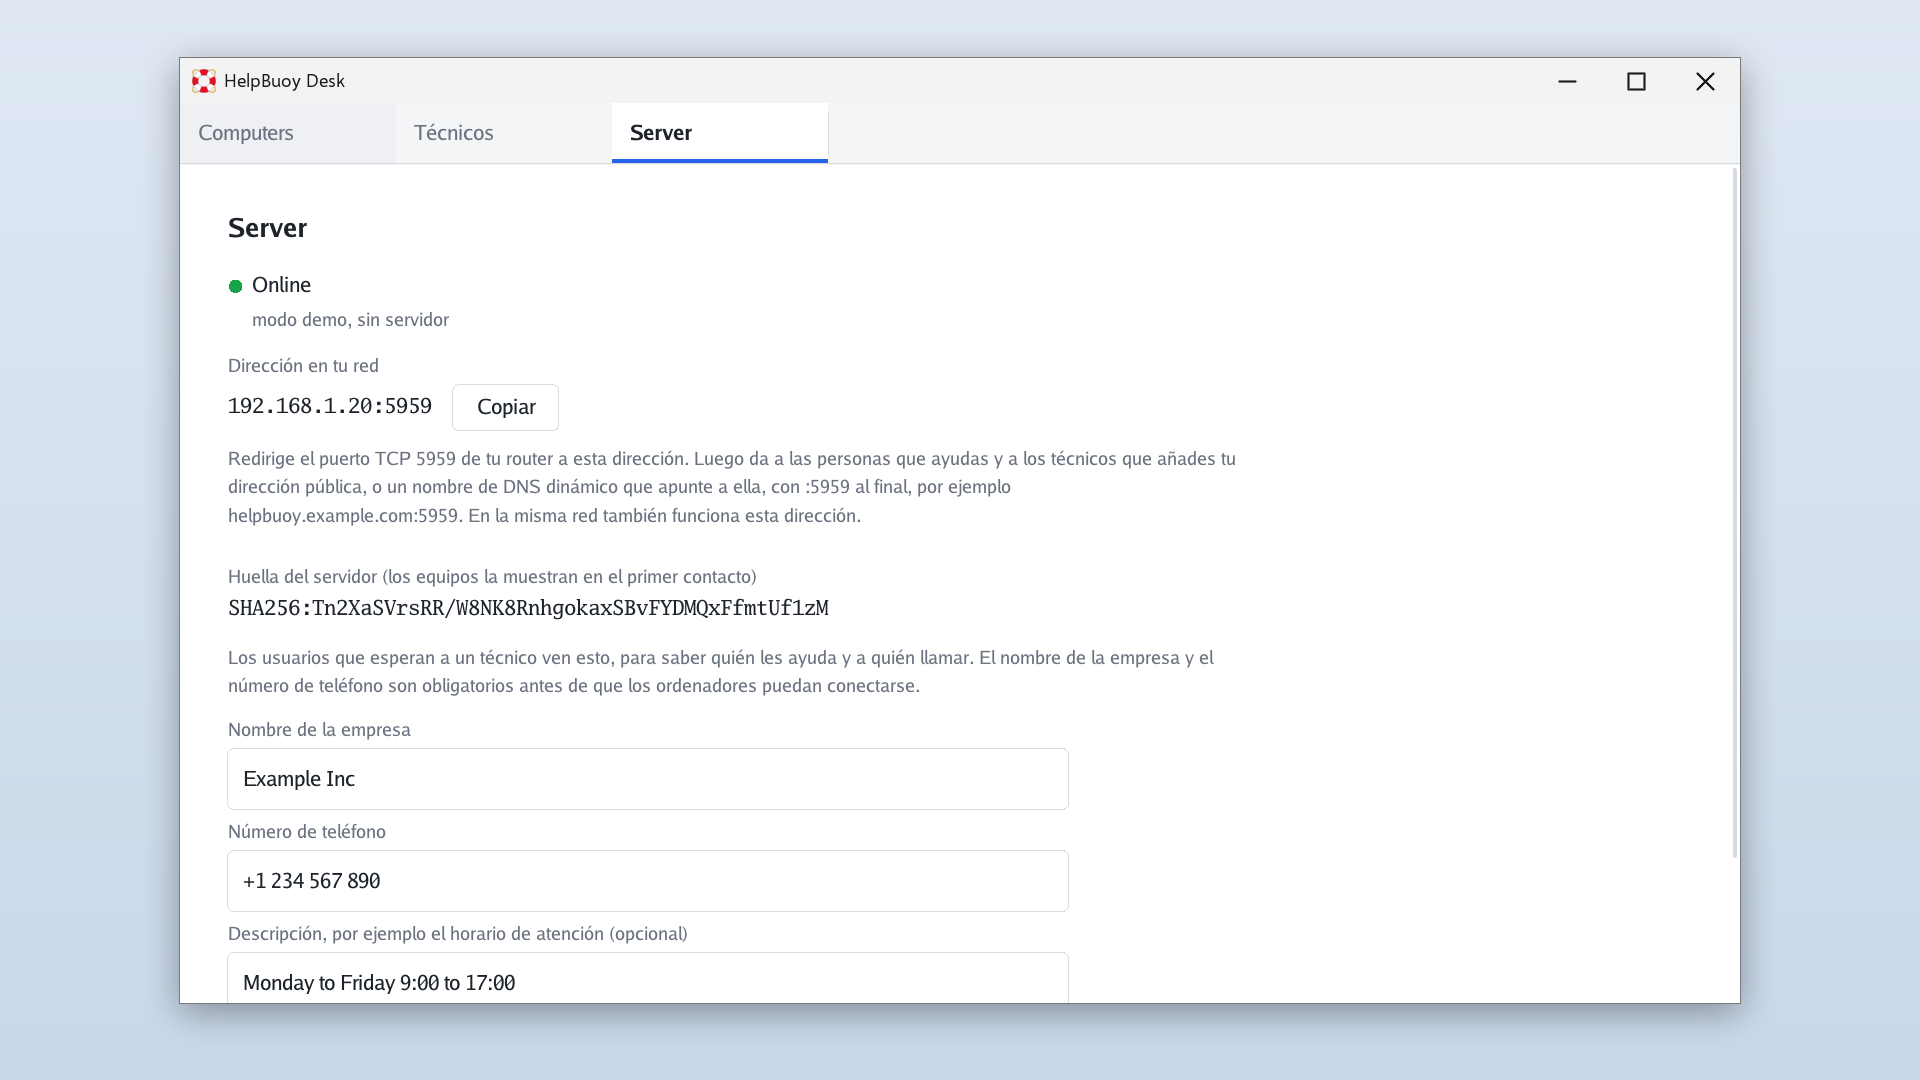 HelpBuoy Desk
Computers
Técnicos
Server
Server
Online
modo demo, sin servidor
Dirección en tu red
192.168.1.20:5959
Copiar
Redirige el puerto TCP 5959 de tu router a esta dirección. Luego da a las personas que ayudas y a los técnicos que añades tu
dirección pública, o un nombre de DNS dinámico que apunte a ella, con :5959 al final, por ejemplo
helpbuoy.example.com:5959. En la misma red también funciona esta dirección.
Huella del servidor (los equipos la muestran en el primer contacto)
SHA256:Tn2XaSVrsRR/W8NK8RnhgokaxSBvFYDMQxFfmtUf1zM
Los usuarios que esperan a un técnico ven esto, para saber quién les ayuda y a quién llamar. El nombre de la empresa y el
número de teléfono son obligatorios antes de que los ordenadores puedan conectarse.
Nombre de la empresa
Example Inc
Número de teléfono
+1 234 567 890
Descripción, por ejemplo el horario de atención (opcional)
Monday to Friday 9:00 to 17:00